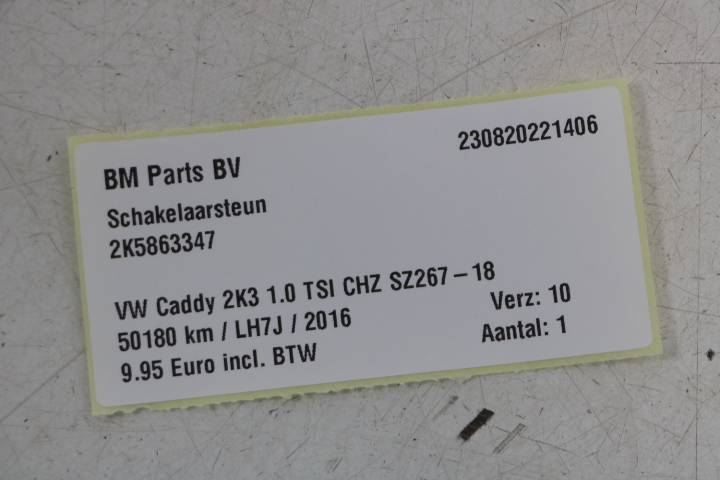 BM Parts BV 230820221406
Schakelaarsteun
2K5863347
VW Caddy 2K3 1.0 TSI CHZ SZ267-18
50180 km / LH7J / 2016 Verz: 10
9.95 Euro incl. BTW Aantal: 1